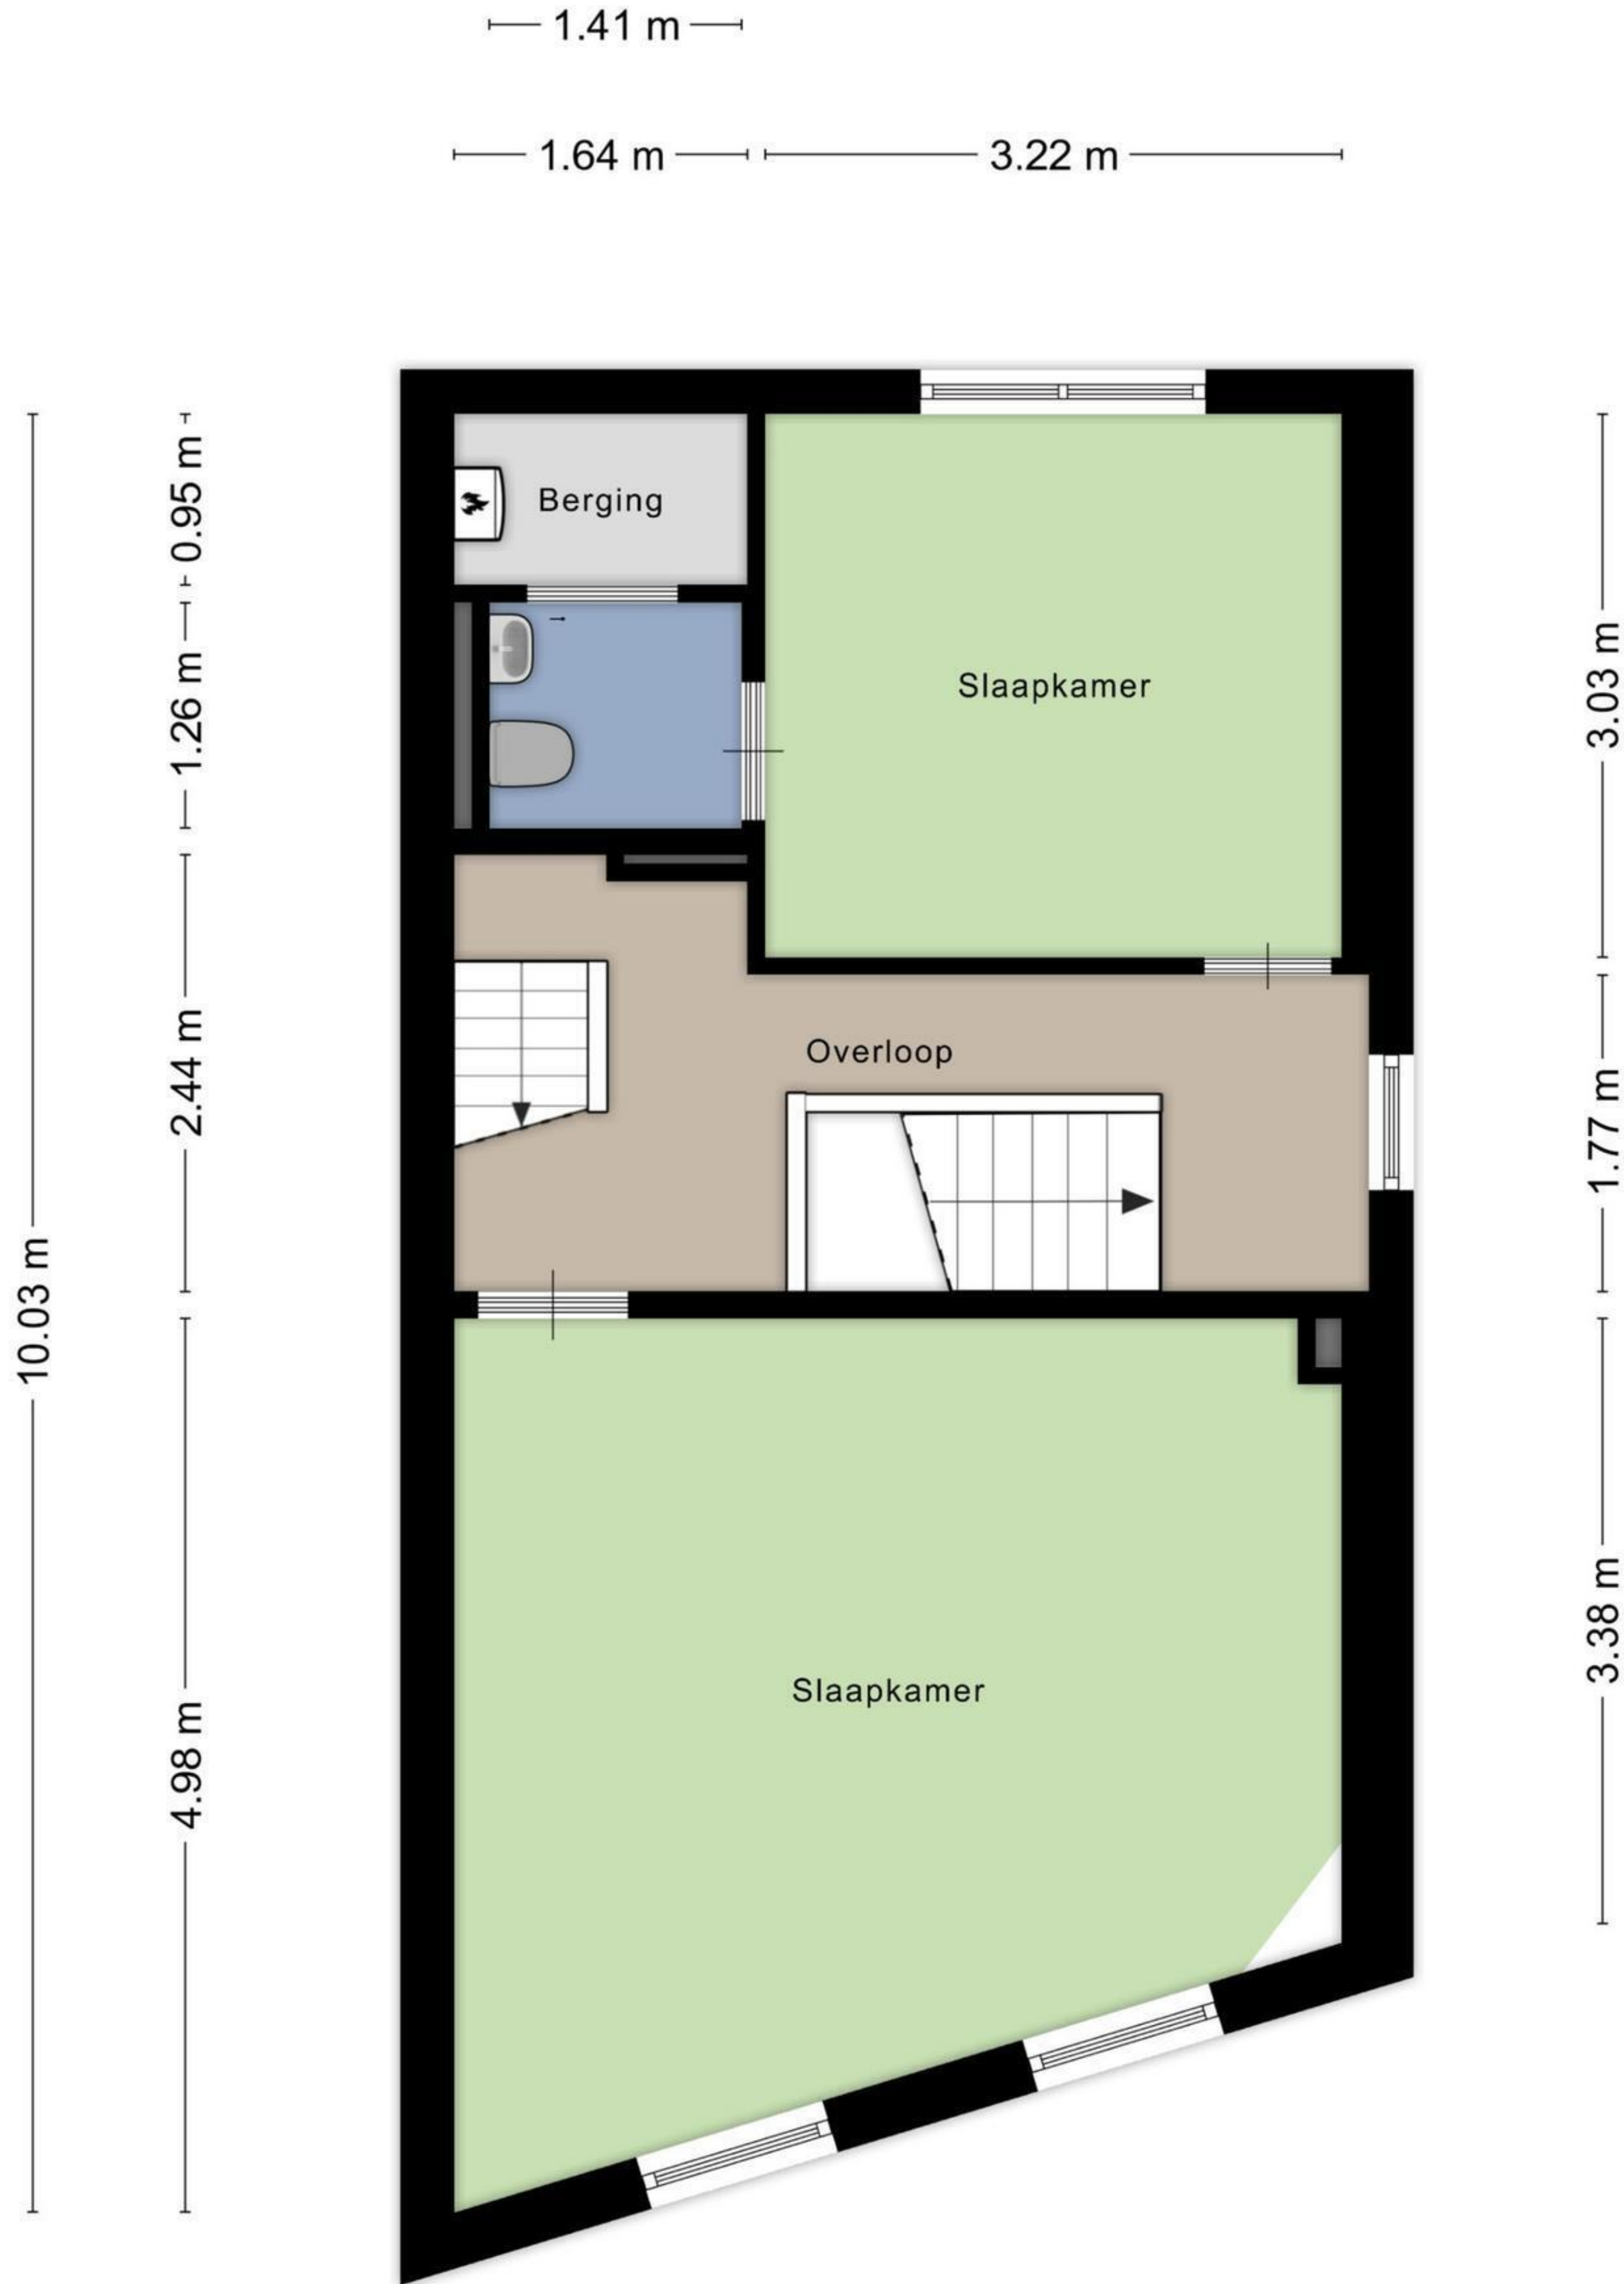 1.41 m
1.64 m
3.22 m
0.95 m
Berging
1.26 m
Slaapkamer
3.03 m
Overloop
2.44 m
1.77 m
10.03 m
3.38 m
Slaapkamer
4.98 m